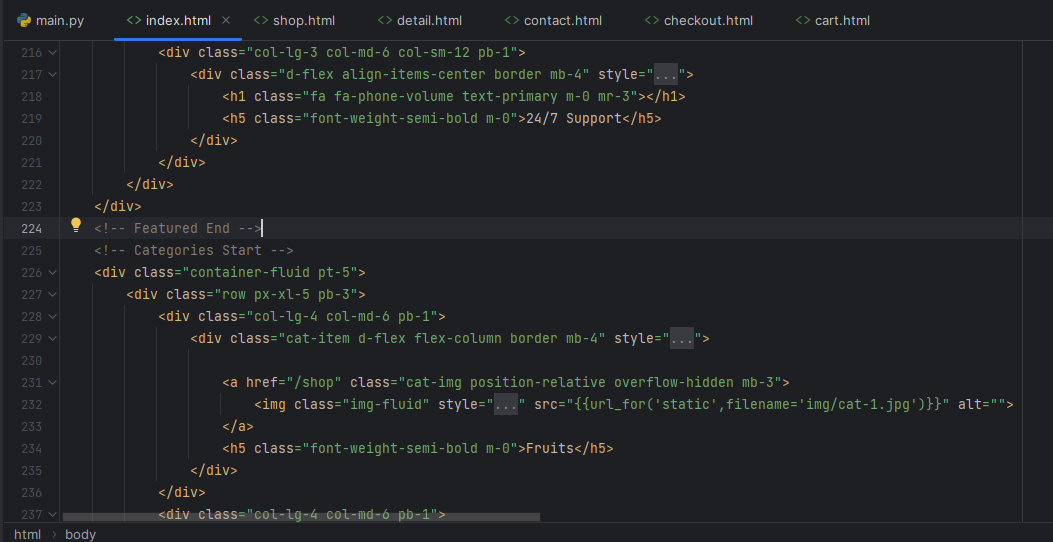 main.py index.html shop.html detail.html contact.html checkout.html cart.html
216 <div class="col-lg-3 col-md-6 col-sm-12 pb-1">
217 <div class="d-flex align-items-center border mb-4" style="...">
218 <h1 class="fa fa-phone-volume text-primary m-0 mr-3"></h1>
219 <h5 class="font-weight-semi-bold m-0">24/7 Support</h5>
220 </div>
221 </div>
222 </div>
223 </div>
224 <!-- Featured End -->
225 <!-- Categories Start -->
226 <div class="container-fluid pt-5">
227 <div class="row px-xl-5 pb-3">
228 <div class="col-lg-4 col-md-6 pb-1">
229 <div class="cat-item d-flex flex-column border mb-4" style="...">
230
231 <a href="/shop" class="cat-img position-relative overflow-hidden mb-3">
232 <img class="img-fluid" style="..." src="{{url_for('static',filename='img/cat-1.jpg')}}" alt="">
233 </a>
234 <h5 class="font-weight-semi-bold m-0">Fruits</h5>
235 </div>
236 </div>
237 <div class="col-lg-4 col-md-6 pb-1">
html › body